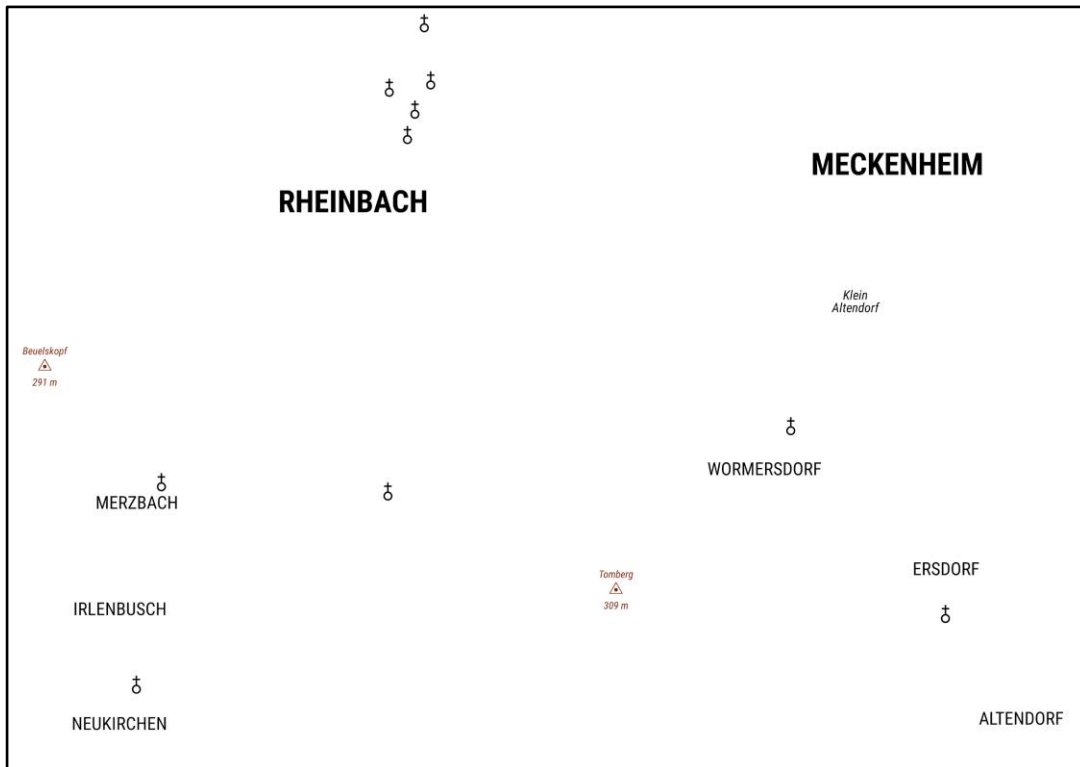 MECKENHEIM
RHEINBACH
Klein
Altendorf
Beuelskopf
291 m
WORMERSDORF
MERZBACH
ERSDORF
Tomberg
309 m
IRLENBUSCH
NEUKIRCHEN
ALTENDORF